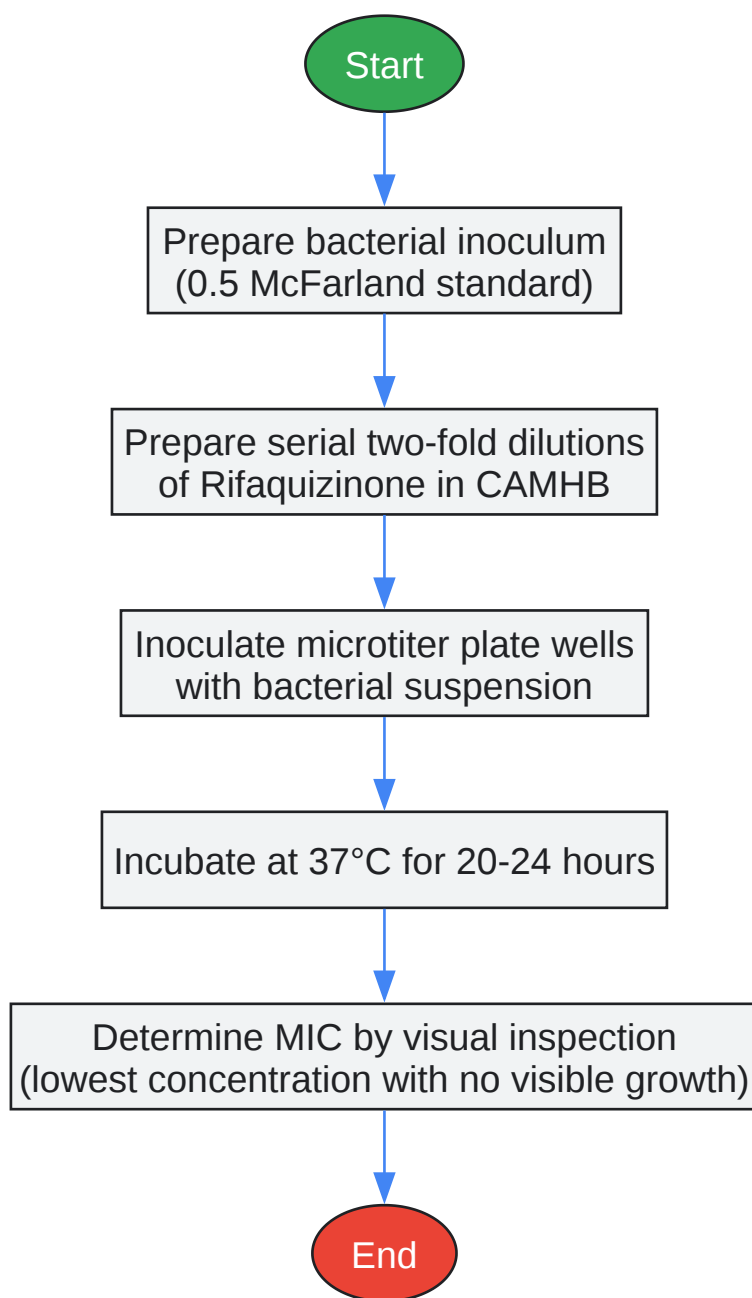 Start
Prepare bacterial inoculum
(0.5 McFarland standard)
Prepare serial two-fold dilutions
of Rifaquizinone in CAMHB
Inoculate microtiter plate wells
with bacterial suspension
Incubate at 37°C for 20-24 hours
Determine MIC by visual inspection
(lowest concentration with no visible growth)
End